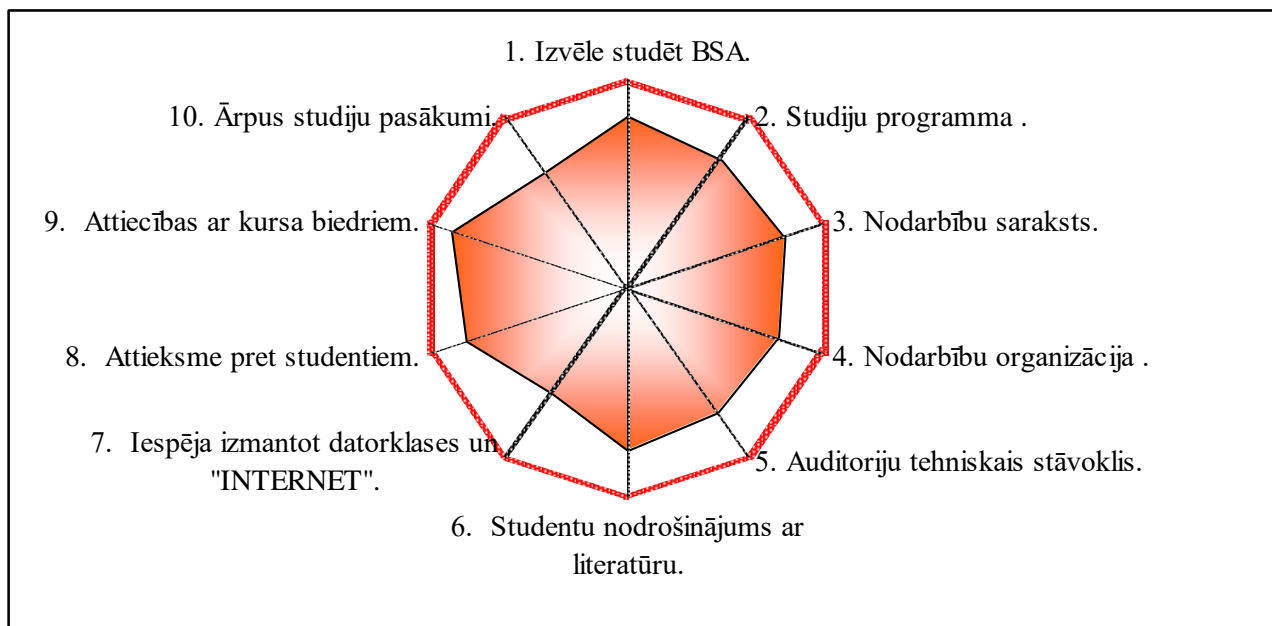 1. Izvēle studēt BSA.
2. Studiju programma .
3. Nodarbību saraksts.
4. Nodarbību organizācija .
5. Auditoriju tehniskais stāvoklis.
6. Studentu nodrošinājums ar
literatūru.
7. Iespēja izmantot datorklases un
"INTERNET".
8. Attieksme pret studentiem.
9. Attiecības ar kursa biedriem.
10. Ārpus studiju pasākumi.